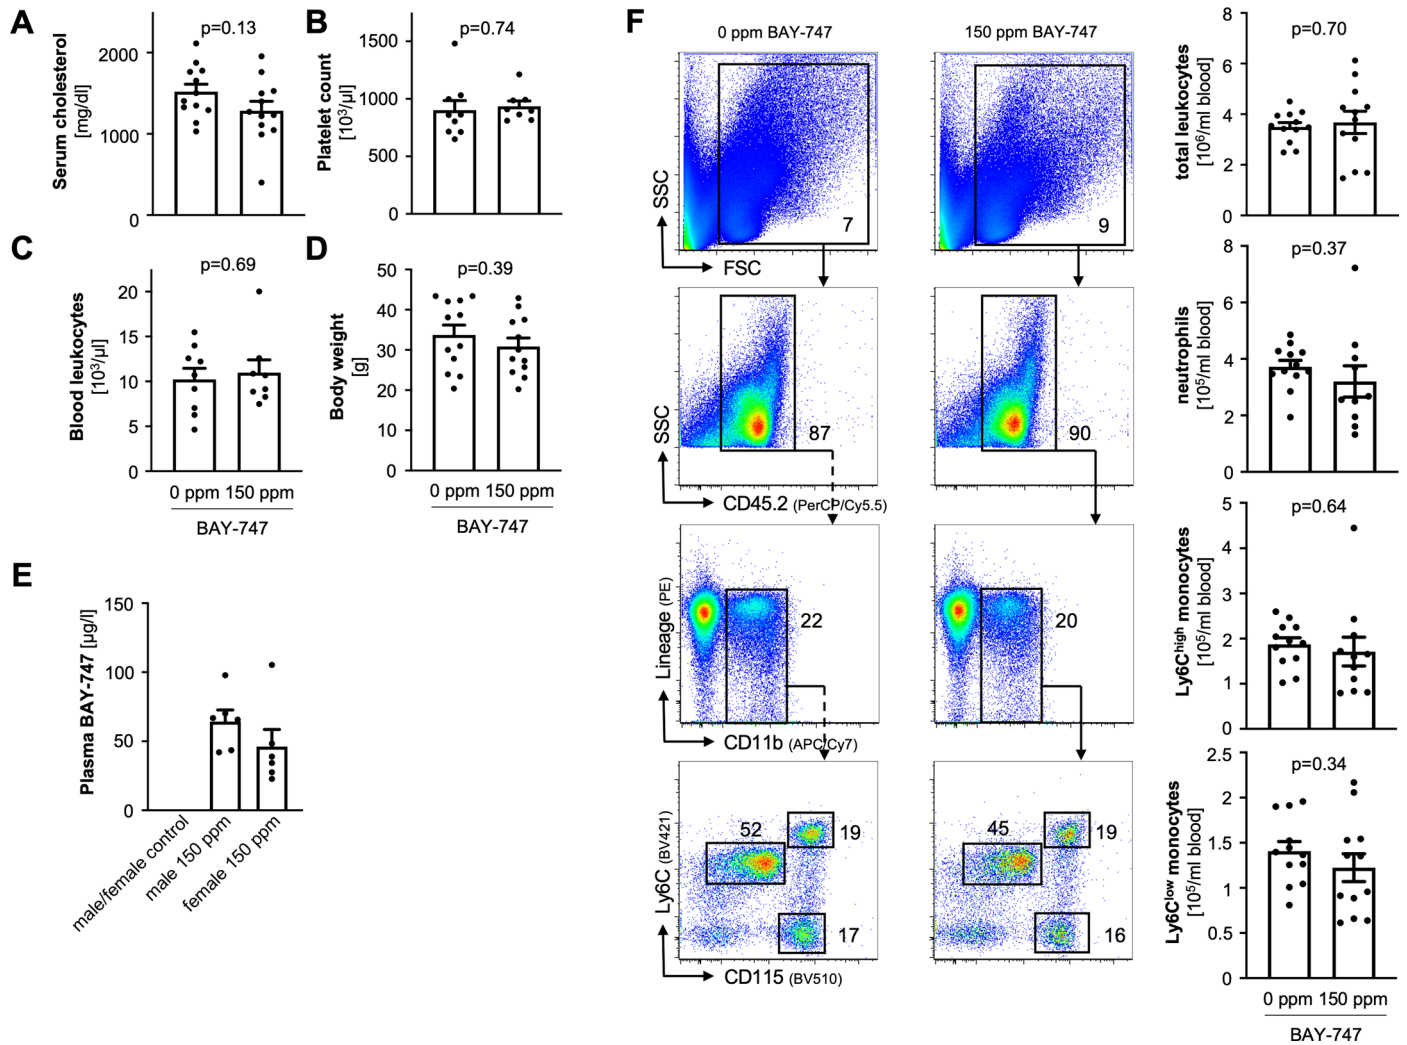 A
p=0.13
Serum cholesterol
[mg/dl]
2000
1000
0
B
p=0.74
Platelet count
[10³/µl]
1500
1000
500
0
C
p=0.69
Blood leukocytes
[10³/µl]
20
15
10
5
0
0 ppm 150 ppm
BAY-747
D
p=0.39
Body weight
[g]
50
40
30
20
10
0
0 ppm 150 ppm
BAY-747
E
Plasma BAY-747 [µg/l]
150
100
50
0
male/female control
male 150 ppm
female 150 ppm
F
0 ppm BAY-747
150 ppm BAY-747
SSC
FSC
7
9
SSC
CD45.2 (PerCP/Cy5.5)
87
90
Lineage (PE)
CD11b (APC/Cy7)
22
20
Ly6C (BV421)
CD115 (BV510)
52
19
17
45
19
16
p=0.70
total leukocytes
[10⁶/ml blood]
8
6
4
2
0
p=0.37
neutrophils
[10⁵/ml blood]
8
6
4
2
0
p=0.64
Ly6Chigh monocytes
[10⁵/ml blood]
5
4
3
2
1
0
p=0.34
Ly6Clow monocytes
[10⁵/ml blood]
2.5
2
1.5
1
0.5
0
0 ppm 150 ppm
BAY-747